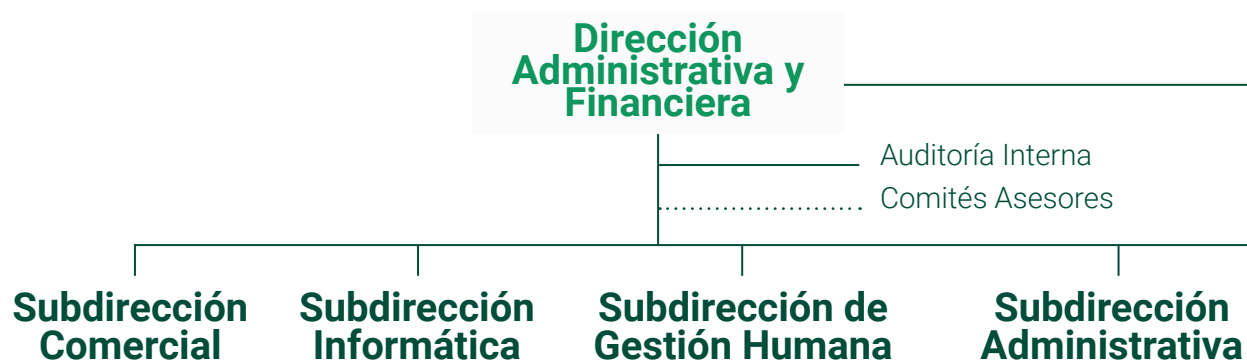 Dirección
Administrativa y
Financiera
Auditoría Interna
Comités Asesores
Subdirección
Comercial
Subdirección
Informática
Subdirección de
Gestión Humana
Subdirección
Administrativa